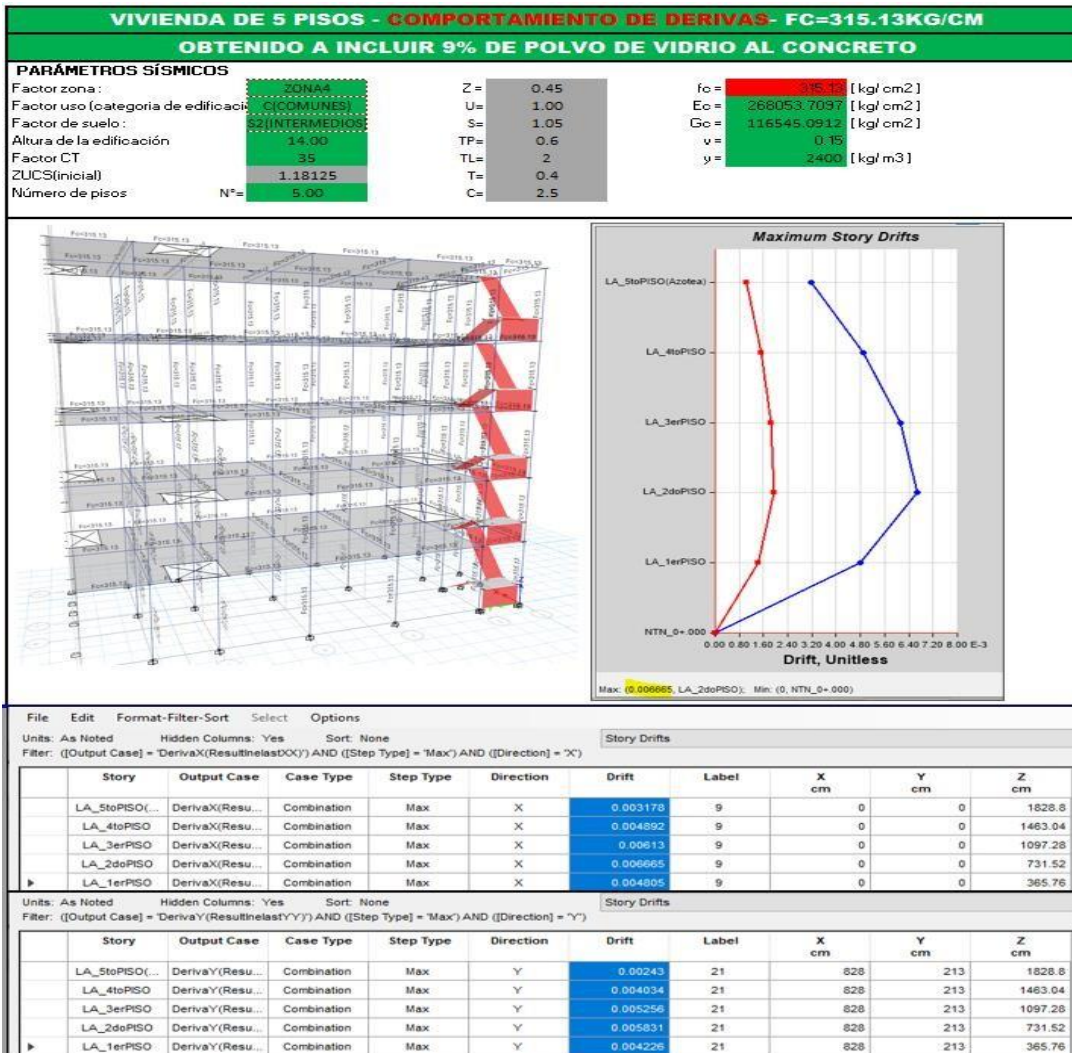 VIVIENDA DE 5 PISOS - COMPORTAMIENTO DE DERIVAS- FC=315.13KG/CM
OBTENIDO A INCLUIR 9% DE POLVO DE VIDRIO AL CONCRETO
PARÁMETROS SÍSMICOS
Factor zona : ZONA4 Z = 0.45 fc = 315.13 [kg/cm2]
Factor uso (categoria de edificaci C(COMUNES) U= 1.00 Ec = 268053.7097 [kg/cm2]
Factor de suelo : S2(INTERMEDIOS S= 1.05 Gc = 116545.0912 [kg/cm2]
Altura de la edificación 14.00 TP= 0.6 v = 0.15
Factor CT 35 TL= 2 y = 2400 [kg/m3]
ZUCS(inicial) 1.18125 T= 0.4
Número de pisos N°= 5.00 C= 2.5
Maximum Story Drifts
LA_5toPISO(Azotea)
LA_4toPISO
LA_3erPISO
LA_2doPISO
LA_1erPISO
NTN_0+.000
0.00 0.80 1.60 2.40 3.20 4.00 4.80 5.60 6.40 7.20 8.00 E-3
Drift, Unitless
Max: (0.006665, LA_2doPISO); Min: (0, NTN_0+.000)
File Edit Format-Filter-Sort Select Options
Units: As Noted Hidden Columns: Yes Sort: None Story Drifts
Filter: ([Output Case] = 'DerivaX(ResultInelastXX)') AND ([Step Type] = 'Max') AND ([Direction] = 'X')
Story Output Case Case Type Step Type Direction Drift Label X Y Z
cm cm cm
LA_5toPISO(... DerivaX(Resu... Combination Max X 0.003178 9 0 0 1828.8
LA_4toPISO DerivaX(Resu... Combination Max X 0.004892 9 0 0 1463.04
LA_3erPISO DerivaX(Resu... Combination Max X 0.00613 9 0 0 1097.28
LA_2doPISO DerivaX(Resu... Combination Max X 0.006665 9 0 0 731.52
LA_1erPISO DerivaX(Resu... Combination Max X 0.004805 9 0 0 365.76
Units: As Noted Hidden Columns: Yes Sort: None Story Drifts
Filter: ([Output Case] = 'DerivaY(ResultInelastYY)') AND ([Step Type] = 'Max') AND ([Direction] = 'Y')
Story Output Case Case Type Step Type Direction Drift Label X Y Z
cm cm cm
LA_5toPISO(... DerivaY(Resu... Combination Max Y 0.00243 21 828 213 1828.8
LA_4toPISO DerivaY(Resu... Combination Max Y 0.004034 21 828 213 1463.04
LA_3erPISO DerivaY(Resu... Combination Max Y 0.005256 21 828 213 1097.28
LA_2doPISO DerivaY(Resu... Combination Max Y 0.005831 21 828 213 731.52
LA_1erPISO DerivaY(Resu... Combination Max Y 0.004226 21 828 213 365.76